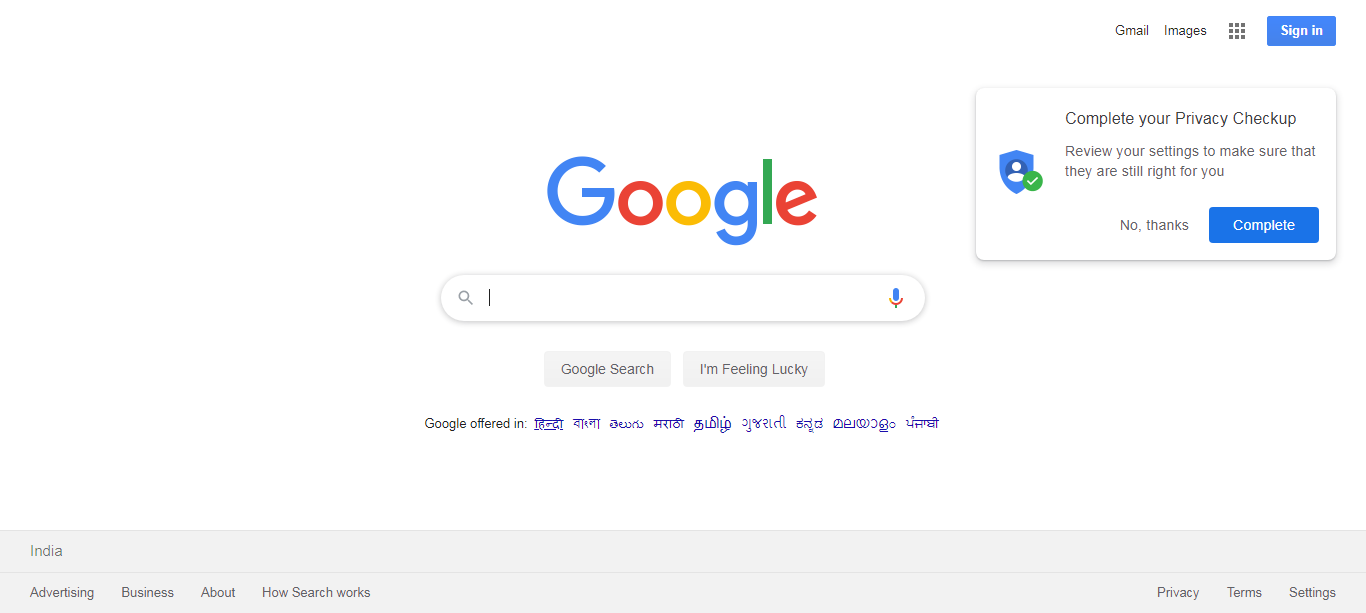 Gmail Images Sign in
Complete your Privacy Checkup
Review your settings to make sure that
they are still right for you
No, thanks Complete
Google
Google Search I'm Feeling Lucky
Google offered in: हिन्दी বাংলা తెలుగు मराठी தமிழ் ગુજરાતી ಕನ್ನಡ മലയാളം ਪੰਜਾਬੀ
India
Advertising Business About How Search works Privacy Terms Settings